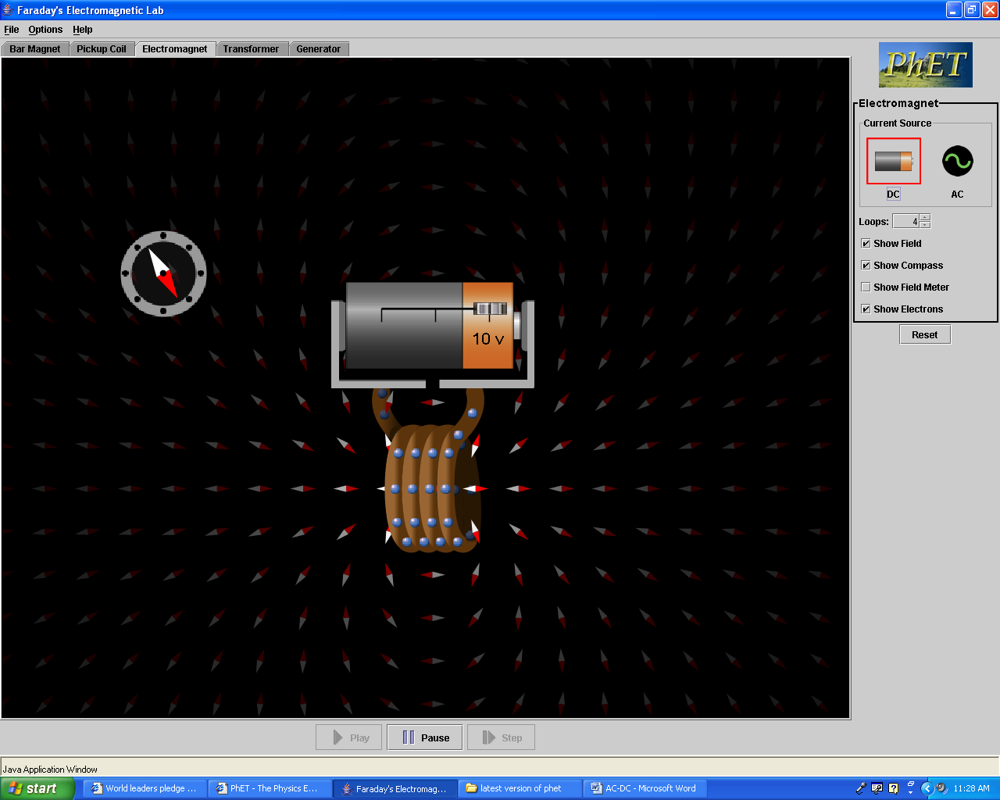 Faraday's Electromagnetic Lab
File Options Help
Bar Magnet Pickup Coil Electromagnet Transformer Generator
PhET
Electromagnet
Current Source
DC AC
Loops: 4
Show Field
Show Compass
Show Field Meter
Show Electrons
Reset
10 v
Play Pause Step
Java Application Window
start World leaders pledge ... PhET - The Physics E... Faraday's Electromag... latest version of phet AC-DC - Microsoft Word 11:28 AM